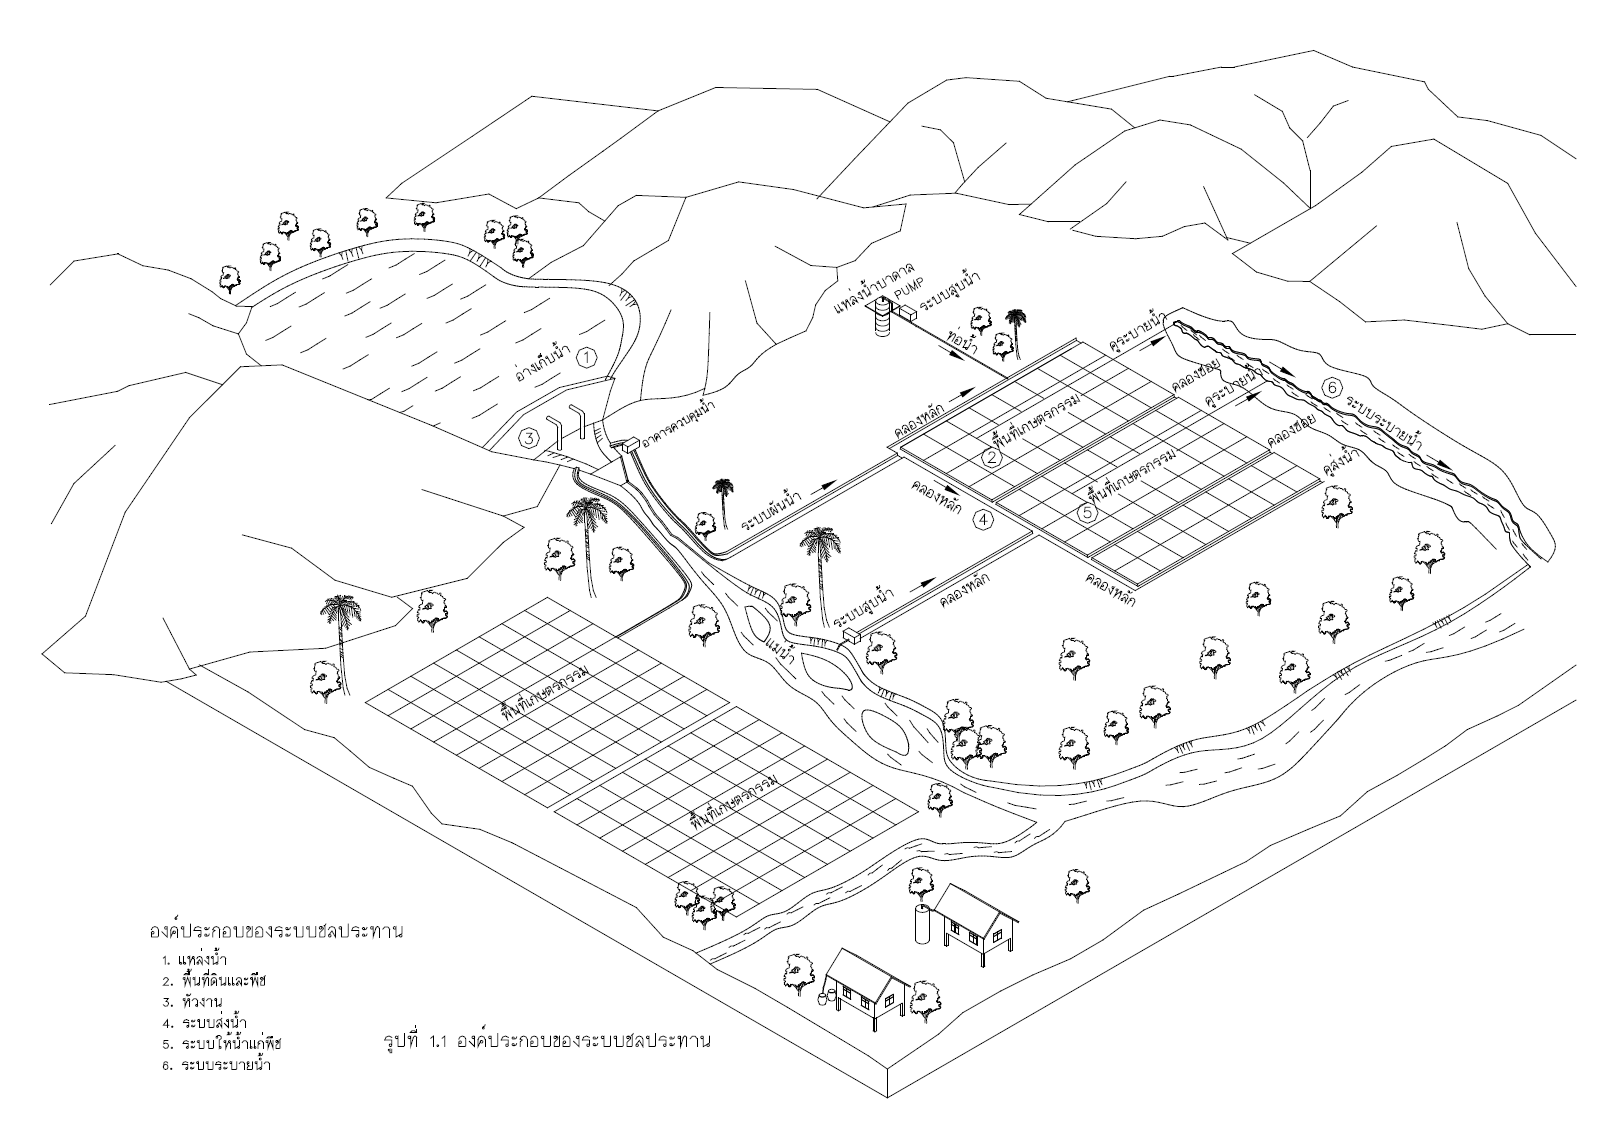 แหล่งน้ำบาดาล
PUMP
ระบบสูบน้ำ
ท่อน้ำ
คูระบายน้ำ
อ่างเก็บน้ำ
1
คลองซอย
คูระบายน้ำ
6
ระบบระบายน้ำ
คลองหลัก
พื้นที่เกษตรกรรม
2
3
อาคารควบคุมน้ำ
คลองซอย
คูส่งน้ำ
พื้นที่เกษตรกรรม
5
ระบบผันน้ำ
คลองหลัก
4
คลองหลัก
ระบบสูบน้ำ
คลองหลัก
แม่น้ำ
พื้นที่เกษตรกรรม
พื้นที่เกษตรกรรม
องค์ประกอบของระบบชลประทาน
1. แหล่งน้ำ
2. พื้นที่ดินและพืช
3. หัวงาน
4. ระบบส่งน้ำ
5. ระบบให้น้ำแก่พืช
6. ระบบระบายน้ำ
รูปที่ 1.1 องค์ประกอบของระบบชลประทาน